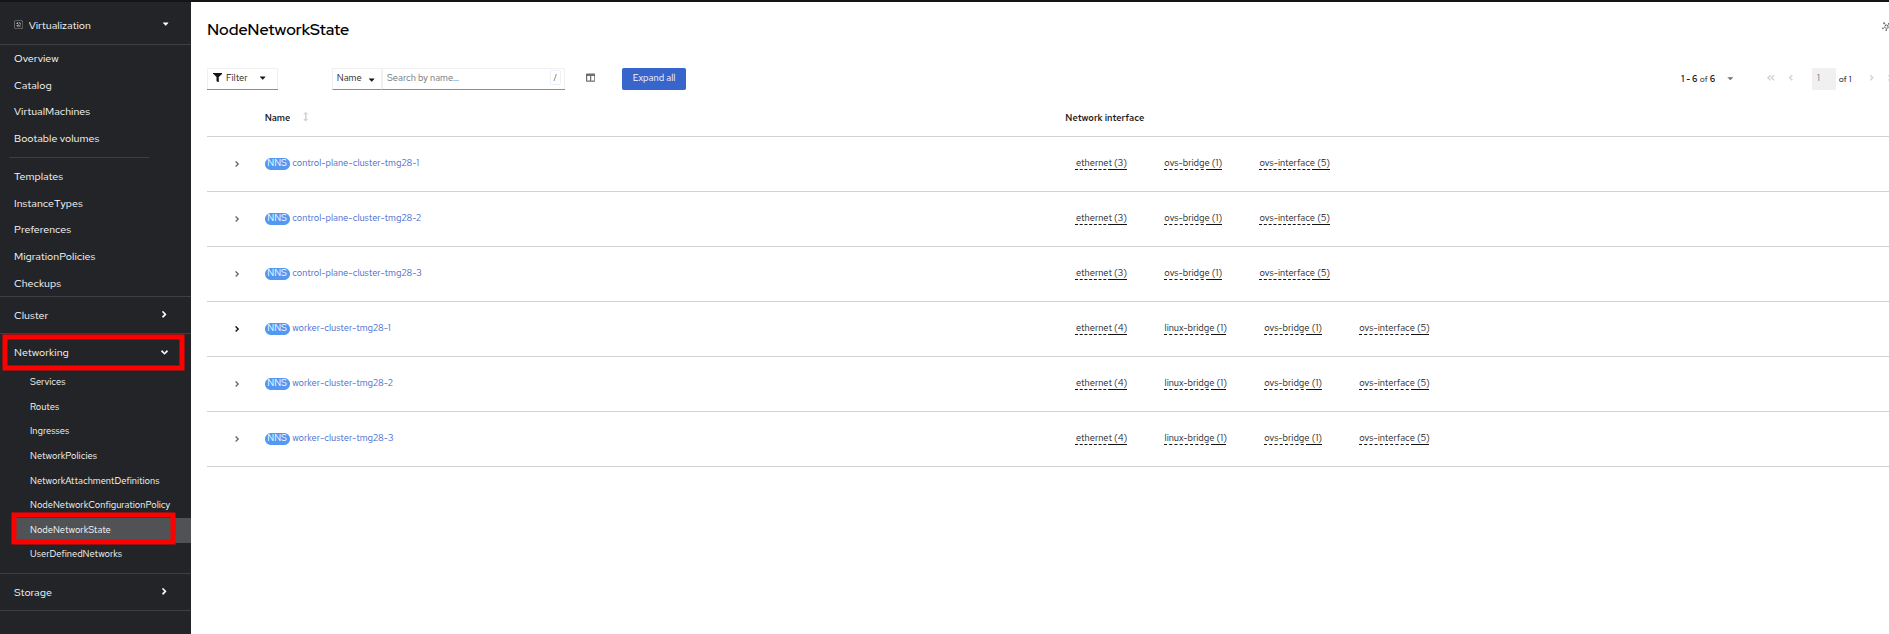 Virtualization
Overview
Catalog
VirtualMachines
Bootable volumes
Templates
InstanceTypes
Preferences
MigrationPolicies
Checkups
Cluster
Networking
Services
Routes
Ingresses
NetworkPolicies
NetworkAttachmentDefinitions
NodeNetworkConfigurationPolicy
NodeNetworkState
UserDefinedNetworks
Storage
NodeNetworkState
Filter Name Search by name... / Expand all 1 - 6 of 6 1 of 1
Name Network interface
NNS control-plane-cluster-tmg28-1 ethernet (3) ovs-bridge (1) ovs-interface (5)
NNS control-plane-cluster-tmg28-2 ethernet (3) ovs-bridge (1) ovs-interface (5)
NNS control-plane-cluster-tmg28-3 ethernet (3) ovs-bridge (1) ovs-interface (5)
NNS worker-cluster-tmg28-1 ethernet (4) linux-bridge (1) ovs-bridge (1) ovs-interface (5)
NNS worker-cluster-tmg28-2 ethernet (4) linux-bridge (1) ovs-bridge (1) ovs-interface (5)
NNS worker-cluster-tmg28-3 ethernet (4) linux-bridge (1) ovs-bridge (1) ovs-interface (5)